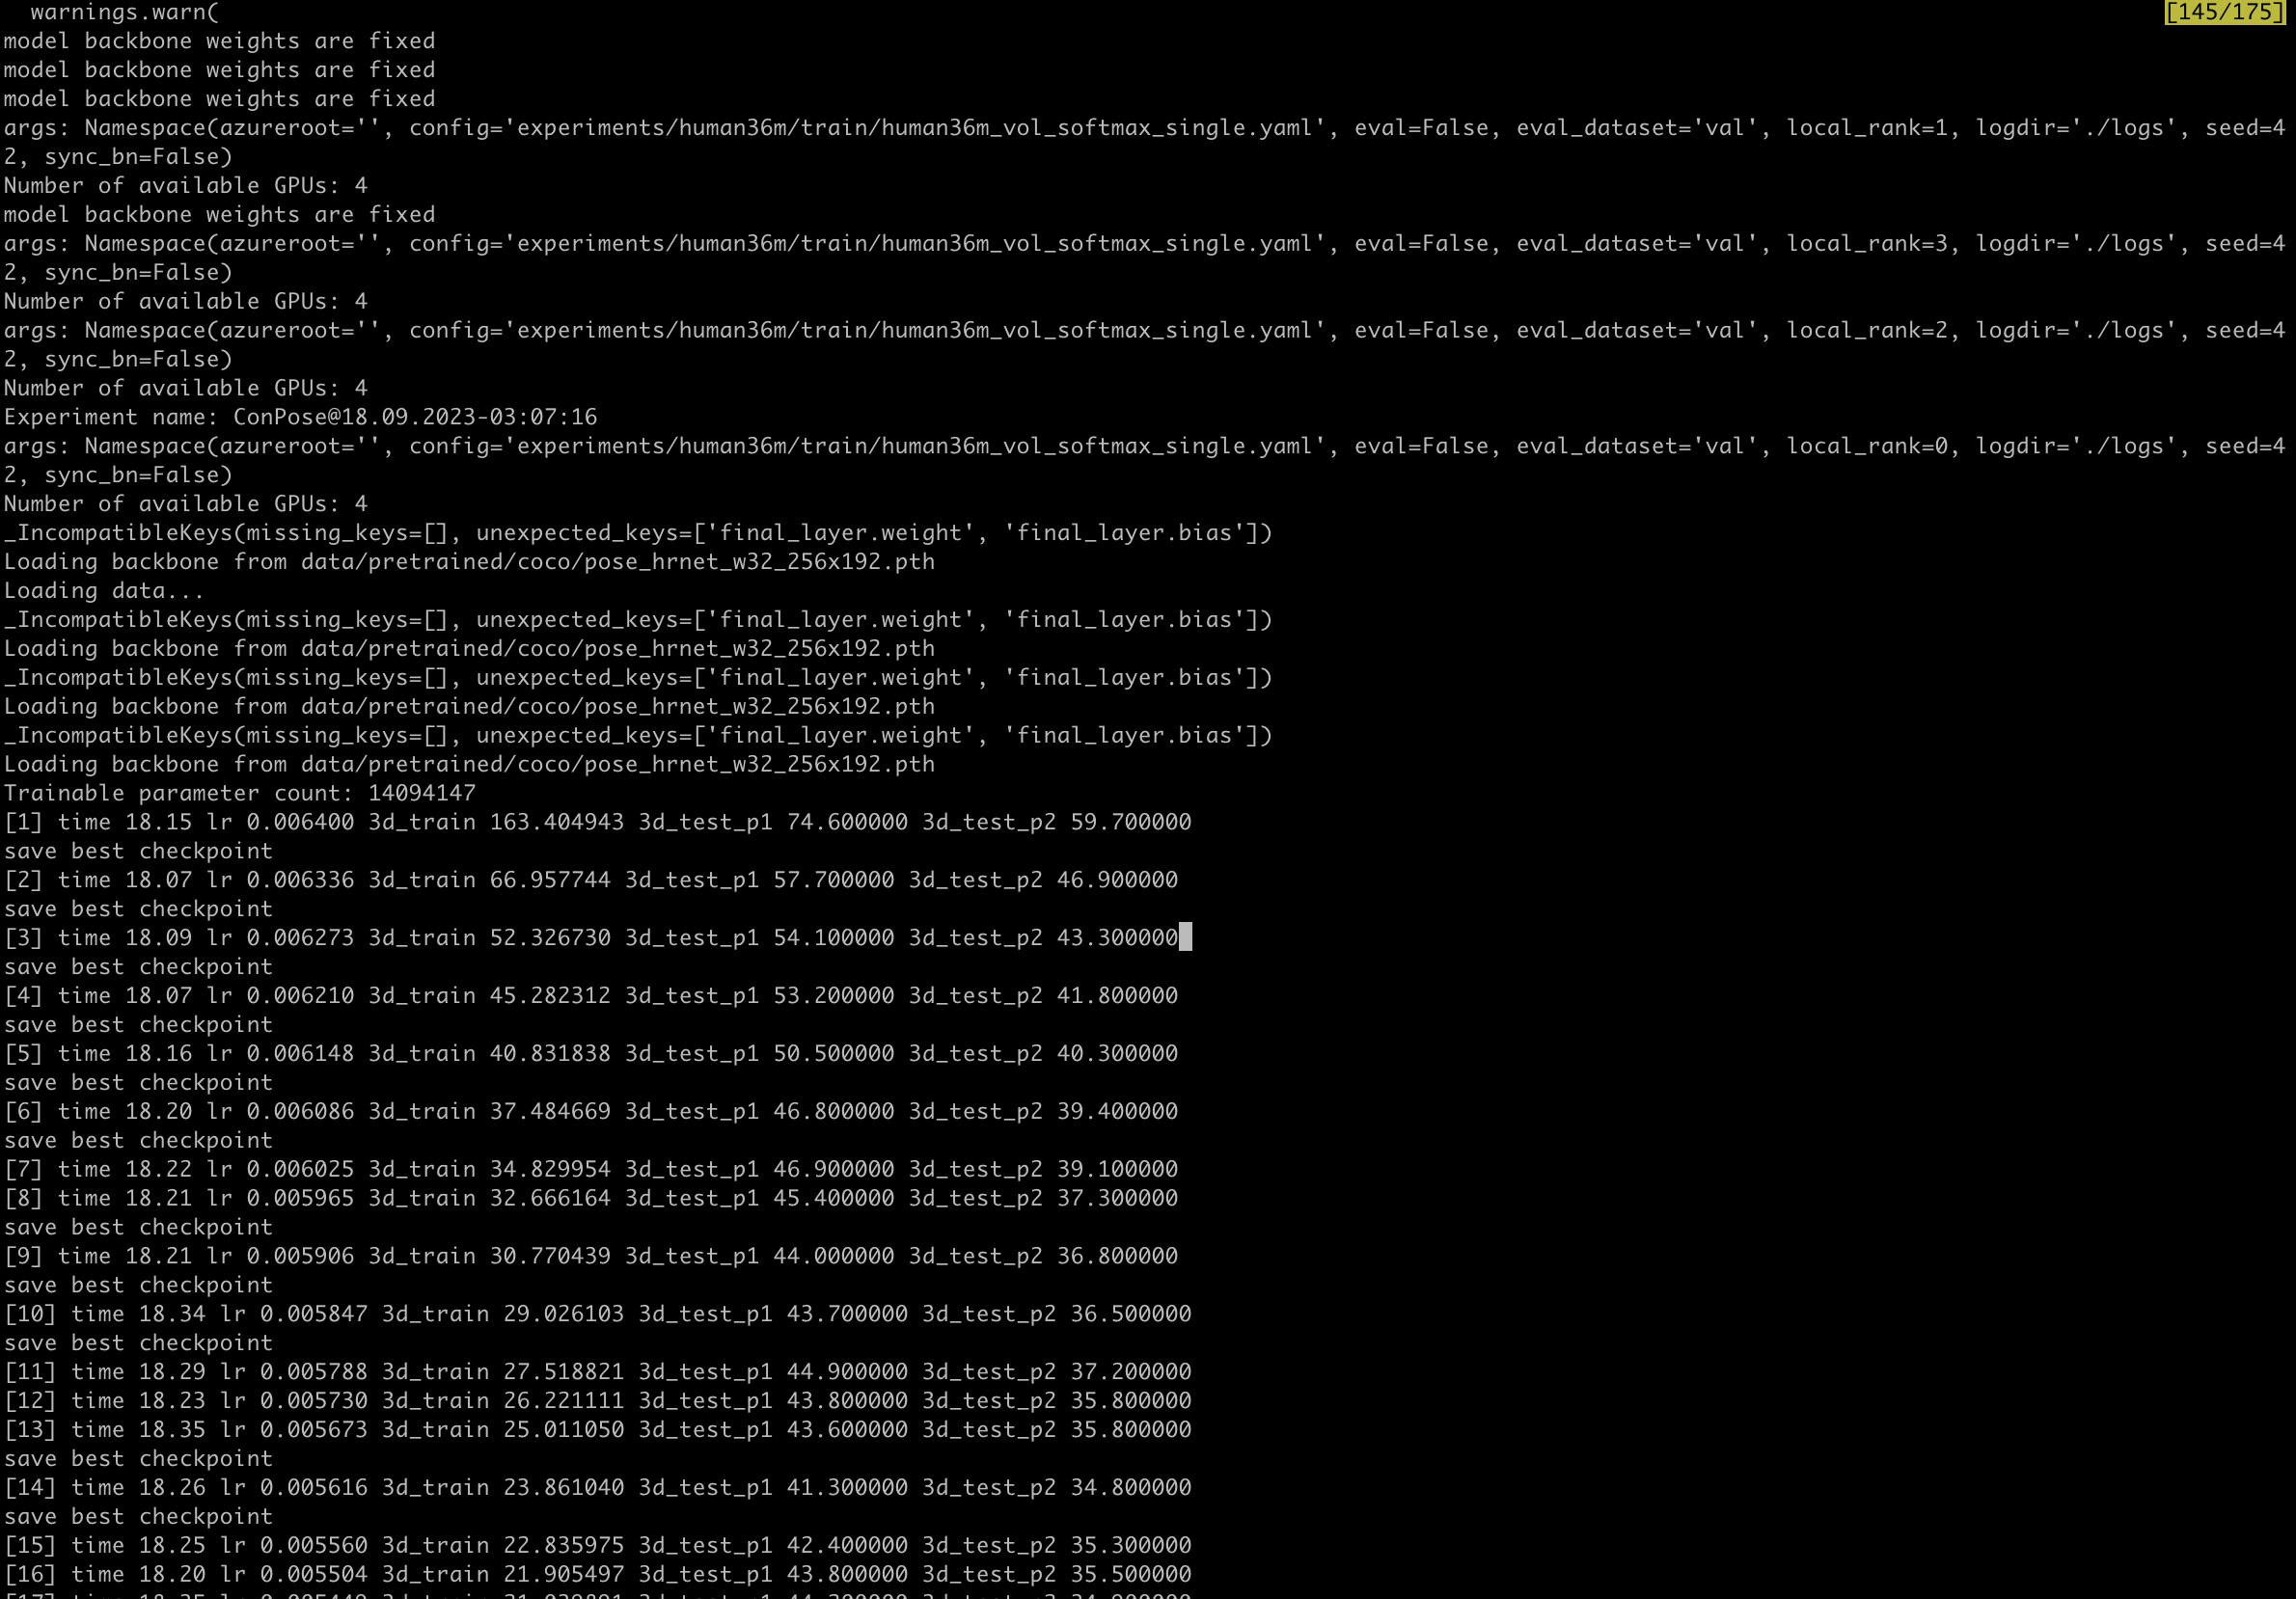 warnings.warn( [145/175]
model backbone weights are fixed
model backbone weights are fixed
model backbone weights are fixed
args: Namespace(azureroot='', config='experiments/human36m/train/human36m_vol_softmax_single.yaml', eval=False, eval_dataset='val', local_rank=1, logdir='./logs', seed=4
2, sync_bn=False)
Number of available GPUs: 4
model backbone weights are fixed
args: Namespace(azureroot='', config='experiments/human36m/train/human36m_vol_softmax_single.yaml', eval=False, eval_dataset='val', local_rank=3, logdir='./logs', seed=4
2, sync_bn=False)
Number of available GPUs: 4
args: Namespace(azureroot='', config='experiments/human36m/train/human36m_vol_softmax_single.yaml', eval=False, eval_dataset='val', local_rank=2, logdir='./logs', seed=4
2, sync_bn=False)
Number of available GPUs: 4
Experiment name: ConPose@18.09.2023-03:07:16
args: Namespace(azureroot='', config='experiments/human36m/train/human36m_vol_softmax_single.yaml', eval=False, eval_dataset='val', local_rank=0, logdir='./logs', seed=4
2, sync_bn=False)
Number of available GPUs: 4
_IncompatibleKeys(missing_keys=[], unexpected_keys=['final_layer.weight', 'final_layer.bias'])
Loading backbone from data/pretrained/coco/pose_hrnet_w32_256x192.pth
Loading data...
_IncompatibleKeys(missing_keys=[], unexpected_keys=['final_layer.weight', 'final_layer.bias'])
Loading backbone from data/pretrained/coco/pose_hrnet_w32_256x192.pth
_IncompatibleKeys(missing_keys=[], unexpected_keys=['final_layer.weight', 'final_layer.bias'])
Loading backbone from data/pretrained/coco/pose_hrnet_w32_256x192.pth
_IncompatibleKeys(missing_keys=[], unexpected_keys=['final_layer.weight', 'final_layer.bias'])
Loading backbone from data/pretrained/coco/pose_hrnet_w32_256x192.pth
Trainable parameter count: 14094147
[1] time 18.15 lr 0.006400 3d_train 163.404943 3d_test_p1 74.600000 3d_test_p2 59.700000
save best checkpoint
[2] time 18.07 lr 0.006336 3d_train 66.957744 3d_test_p1 57.700000 3d_test_p2 46.900000
save best checkpoint
[3] time 18.09 lr 0.006273 3d_train 52.326730 3d_test_p1 54.100000 3d_test_p2 43.300000
save best checkpoint
[4] time 18.07 lr 0.006210 3d_train 45.282312 3d_test_p1 53.200000 3d_test_p2 41.800000
save best checkpoint
[5] time 18.16 lr 0.006148 3d_train 40.831838 3d_test_p1 50.500000 3d_test_p2 40.300000
save best checkpoint
[6] time 18.20 lr 0.006086 3d_train 37.484669 3d_test_p1 46.800000 3d_test_p2 39.400000
save best checkpoint
[7] time 18.22 lr 0.006025 3d_train 34.829954 3d_test_p1 46.900000 3d_test_p2 39.100000
[8] time 18.21 lr 0.005965 3d_train 32.666164 3d_test_p1 45.400000 3d_test_p2 37.300000
save best checkpoint
[9] time 18.21 lr 0.005906 3d_train 30.770439 3d_test_p1 44.000000 3d_test_p2 36.800000
save best checkpoint
[10] time 18.34 lr 0.005847 3d_train 29.026103 3d_test_p1 43.700000 3d_test_p2 36.500000
save best checkpoint
[11] time 18.29 lr 0.005788 3d_train 27.518821 3d_test_p1 44.900000 3d_test_p2 37.200000
[12] time 18.23 lr 0.005730 3d_train 26.221111 3d_test_p1 43.800000 3d_test_p2 35.800000
[13] time 18.35 lr 0.005673 3d_train 25.011050 3d_test_p1 43.600000 3d_test_p2 35.800000
save best checkpoint
[14] time 18.26 lr 0.005616 3d_train 23.861040 3d_test_p1 41.300000 3d_test_p2 34.800000
save best checkpoint
[15] time 18.25 lr 0.005560 3d_train 22.835975 3d_test_p1 42.400000 3d_test_p2 35.300000
[16] time 18.20 lr 0.005504 3d_train 21.905497 3d_test_p1 43.800000 3d_test_p2 35.500000